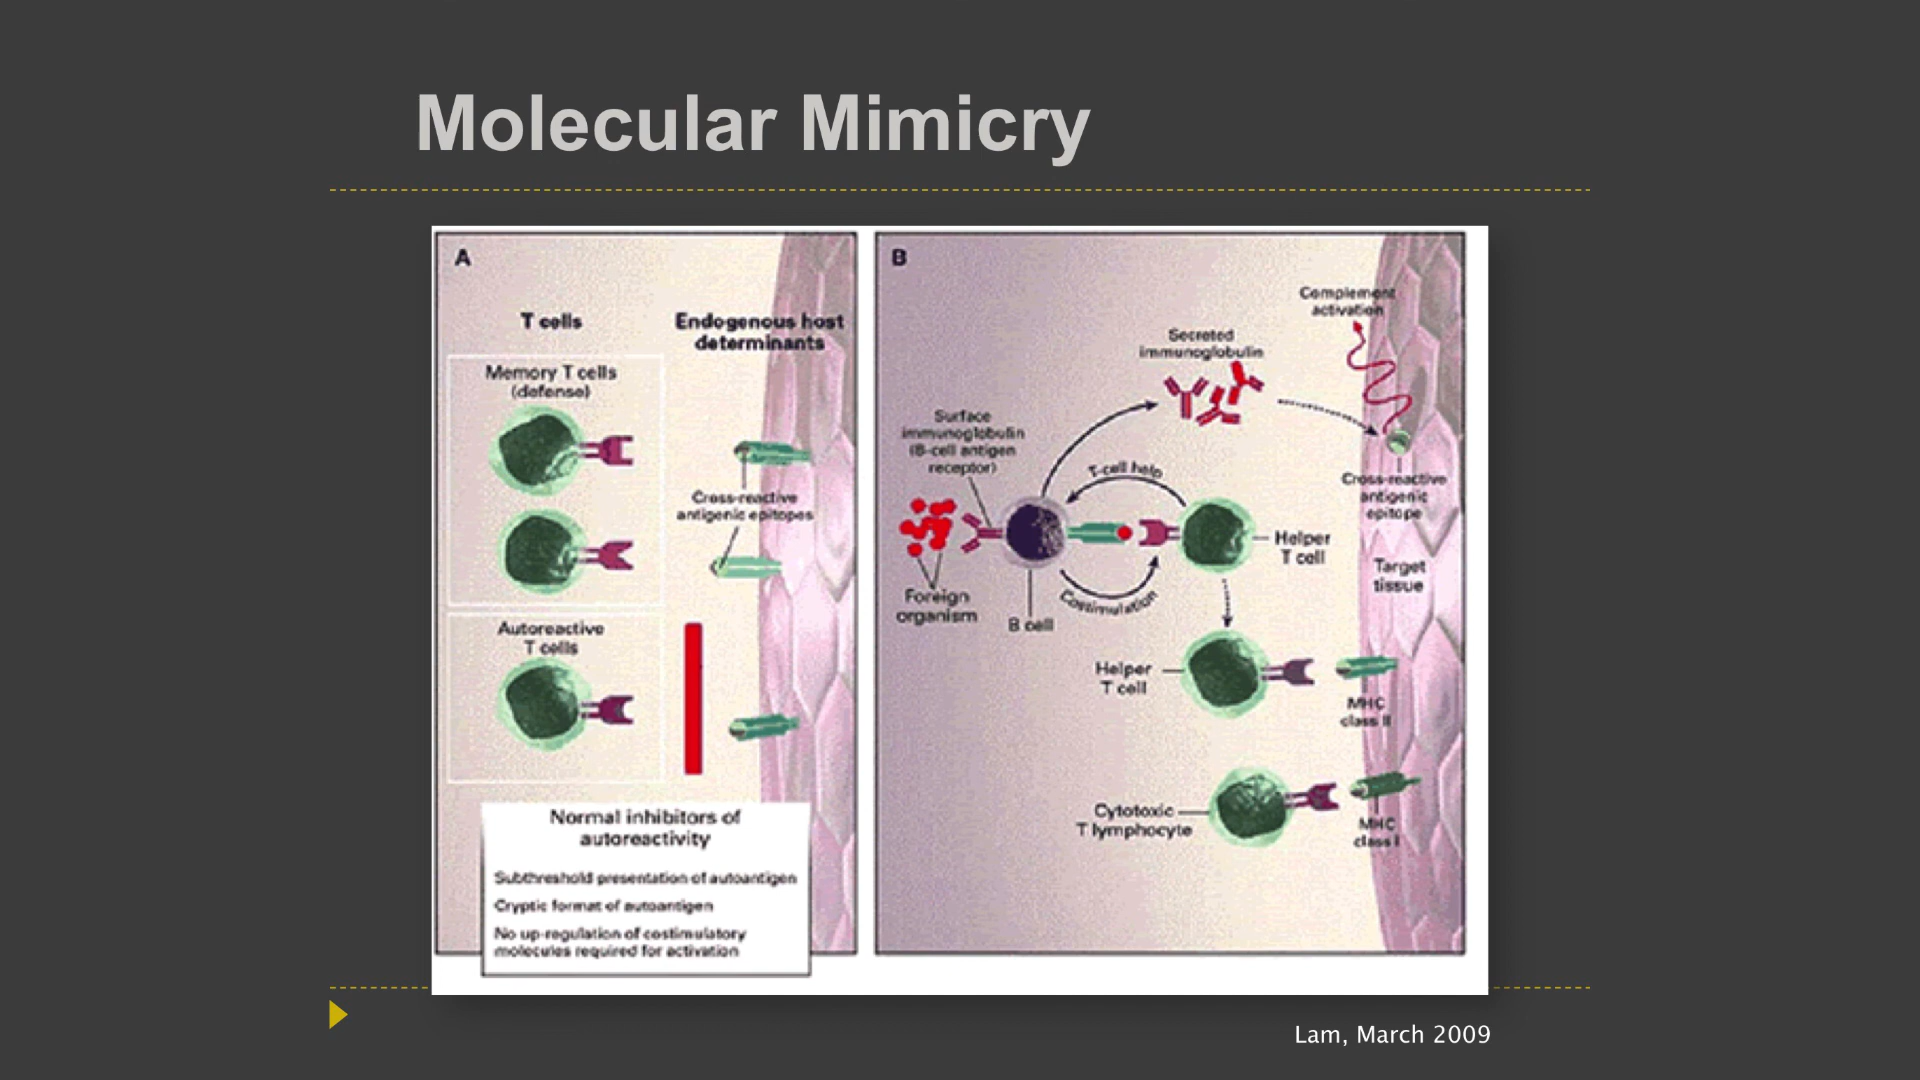 Molecular Mimicry
A
T cells
Endogenous host
determinants
Memory T cells
(defense)
Cross-reactive
antigenic epitopes
Autoreactive
T cells
Normal inhibitors of
autoreactivity
Subthreshold presentation of autoantigen
Cryptic format of autoantigen
No up-regulation of costimulatory
molecules required for activation
B
Complement
activation
Secreted
immunoglobulin
Surface
immunoglobulin
(B-cell antigen
receptor)
T-cell help
Cross-reactive
antigenic
epitope
Helper
T cell
Target
tissue
Foreign
organism
B cell
Costimulation
Helper
T cell
MHC
class II
Cytotoxic
T lymphocyte
MHC
class I
Lam, March 2009